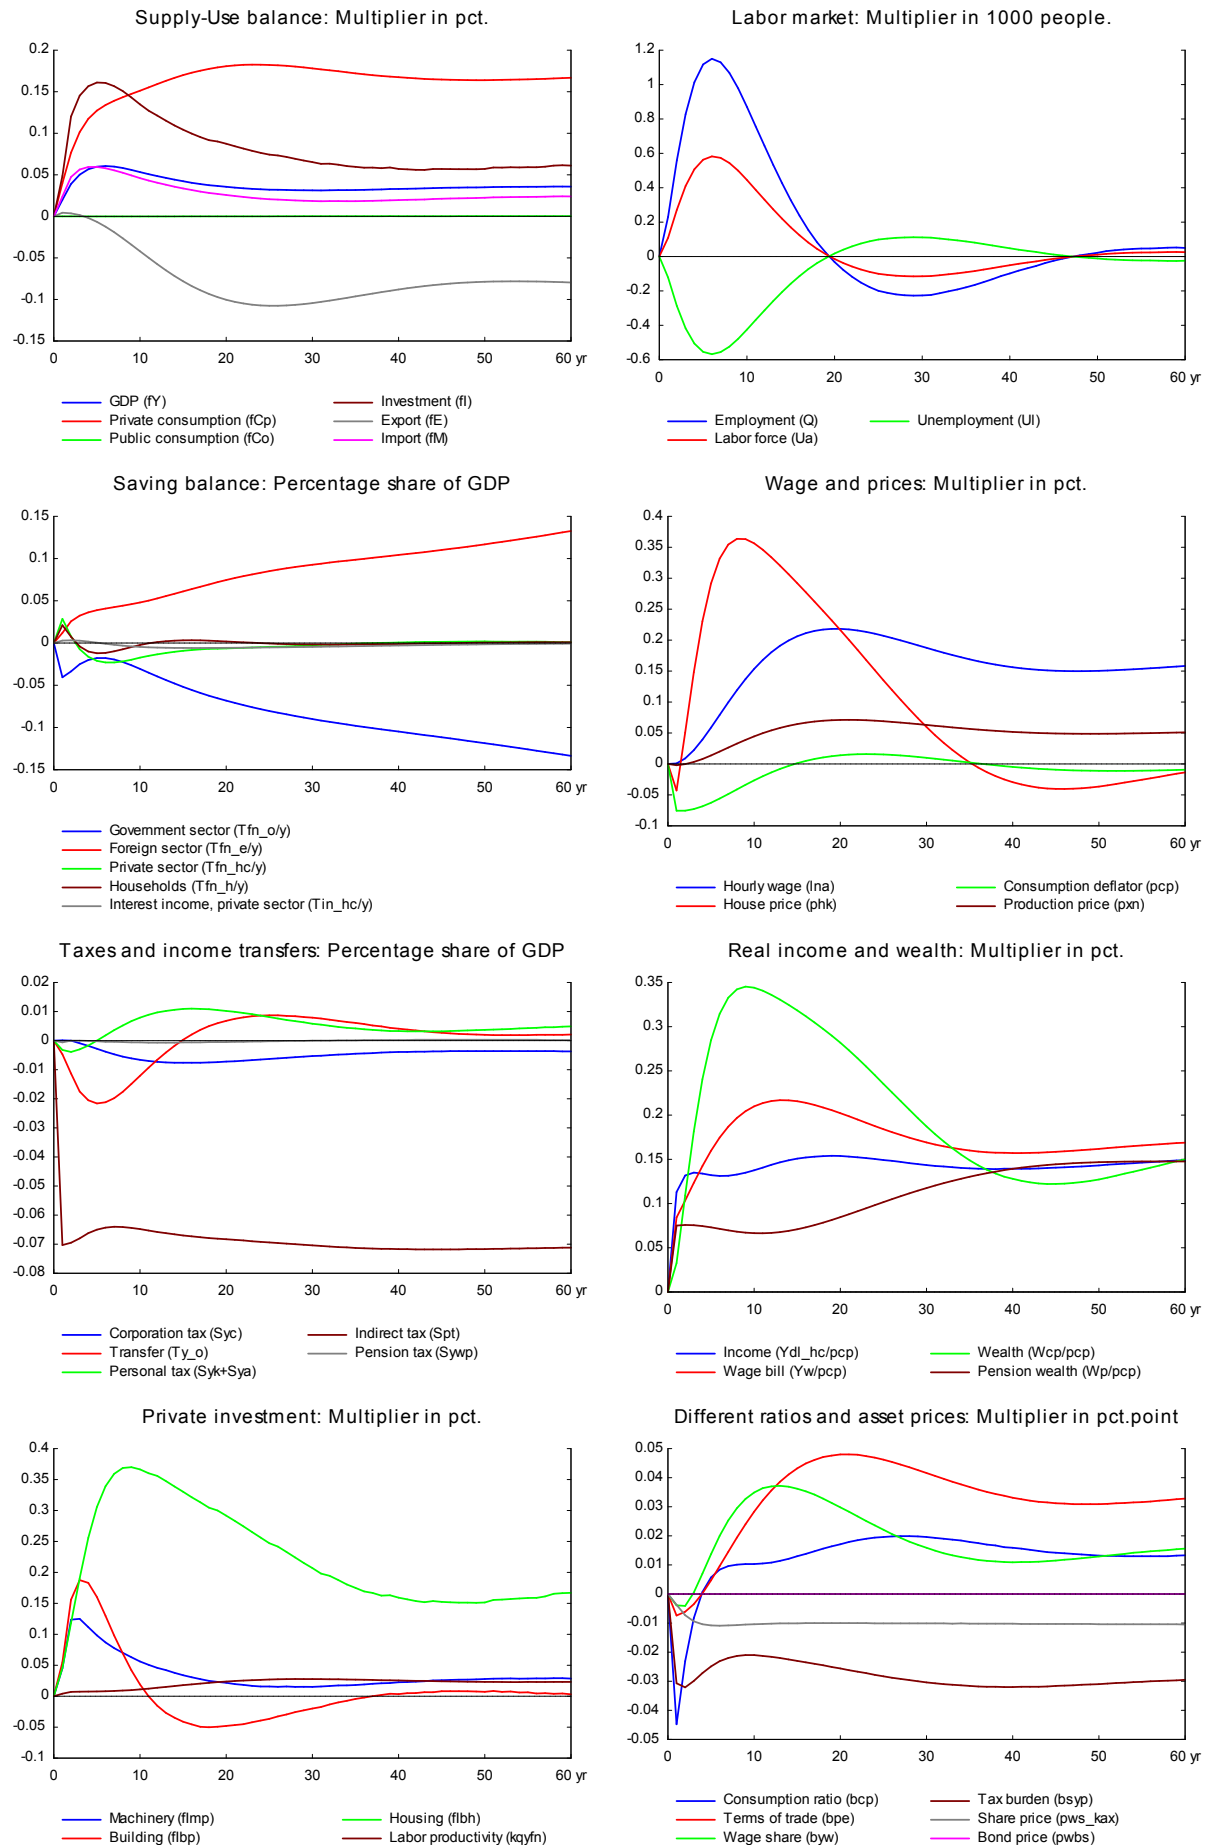 Supply-Use balance: Multiplier in pct.
0.2
0.15
0.1
0.05
0
-0.05
-0.1
-0.15
0 10 20 30 40 50 60 yr
GDP (fY) Investment (fI)
Private consumption (fCp) Export (fE)
Public consumption (fCo) Import (fM)
Labor market: Multiplier in 1000 people.
1.2
1
0.8
0.6
0.4
0.2
0
-0.2
-0.4
-0.6
0 10 20 30 40 50 60 yr
Employment (Q) Unemployment (Ul)
Labor force (Ua)
Saving balance: Percentage share of GDP
0.15
0.1
0.05
0
-0.05
-0.1
-0.15
0 10 20 30 40 50 60 yr
Government sector (Tfn_o/y)
Foreign sector (Tfn_e/y)
Private sector (Tfn_hc/y)
Households (Tfn_h/y)
Interest income, private sector (Tin_hc/y)
Wage and prices: Multiplier in pct.
0.4
0.35
0.3
0.25
0.2
0.15
0.1
0.05
0
-0.05
-0.1
0 10 20 30 40 50 60 yr
Hourly wage (lna) Consumption deflator (pcp)
House price (phk) Production price (pxn)
Taxes and income transfers: Percentage share of GDP
0.02
0.01
0
-0.01
-0.02
-0.03
-0.04
-0.05
-0.06
-0.07
-0.08
0 10 20 30 40 50 60 yr
Corporation tax (Syc) Indirect tax (Spt)
Transfer (Ty_o) Pension tax (Sywp)
Personal tax (Syk+Sya)
Real income and wealth: Multiplier in pct.
0.35
0.3
0.25
0.2
0.15
0.1
0.05
0
0 10 20 30 40 50 60 yr
Income (Ydl_hc/pcp) Wealth (Wcp/pcp)
Wage bill (Yw/pcp) Pension wealth (Wp/pcp)
Private investment: Multiplier in pct.
0.4
0.35
0.3
0.25
0.2
0.15
0.1
0.05
0
-0.05
-0.1
0 10 20 30 40 50 60 yr
Machinery (fImp) Housing (fIbh)
Building (fIbp) Labor productivity (kqyfn)
Different ratios and asset prices: Multiplier in pct.point
0.05
0.04
0.03
0.02
0.01
0
-0.01
-0.02
-0.03
-0.04
-0.05
0 10 20 30 40 50 60 yr
Consumption ratio (bcp) Tax burden (bsyp)
Terms of trade (bpe) Share price (pws_kax)
Wage share (byw) Bond price (pwbs)